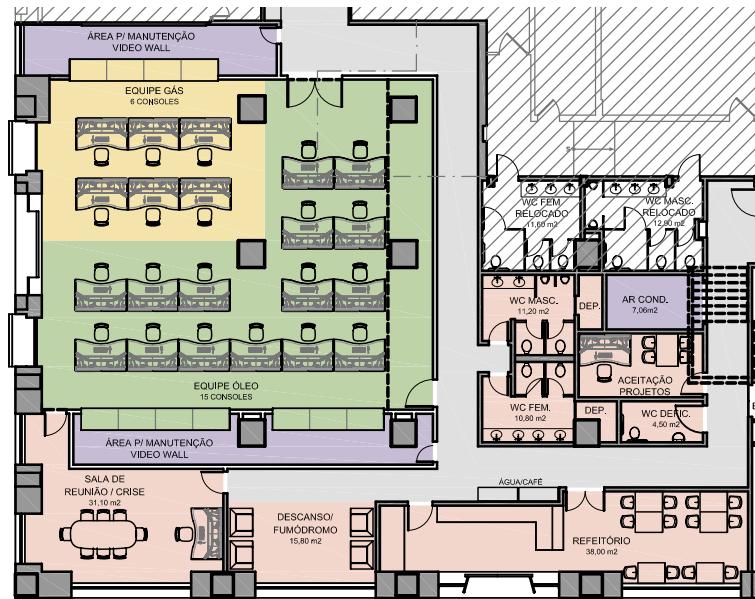 ÁREA P/ MANUTENÇÃO
VIDEO WALL
EQUIPE GÁS
6 CONSOLES
WC FEM
RELOCADO
11,60 m2
WC MASC.
RELOCADO
12,90 m2
WC MASC.
11,20 m2
DEP.
AR COND.
7,06m2
ACEITAÇÃO
PROJETOS
EQUIPE ÓLEO
15 CONSOLES
WC FEM.
10,80 m2
DEP.
WC DEFIC.
4,50 m2
ÁREA P/ MANUTENÇÃO
VIDEO WALL
SALA DE
REUNIÃO / CRISE
31,10 m2
ÁGUA/CAFÉ
DESCANSO/
FUMÓDROMO
15,80 m2
REFEITÓRIO
38,00 m2